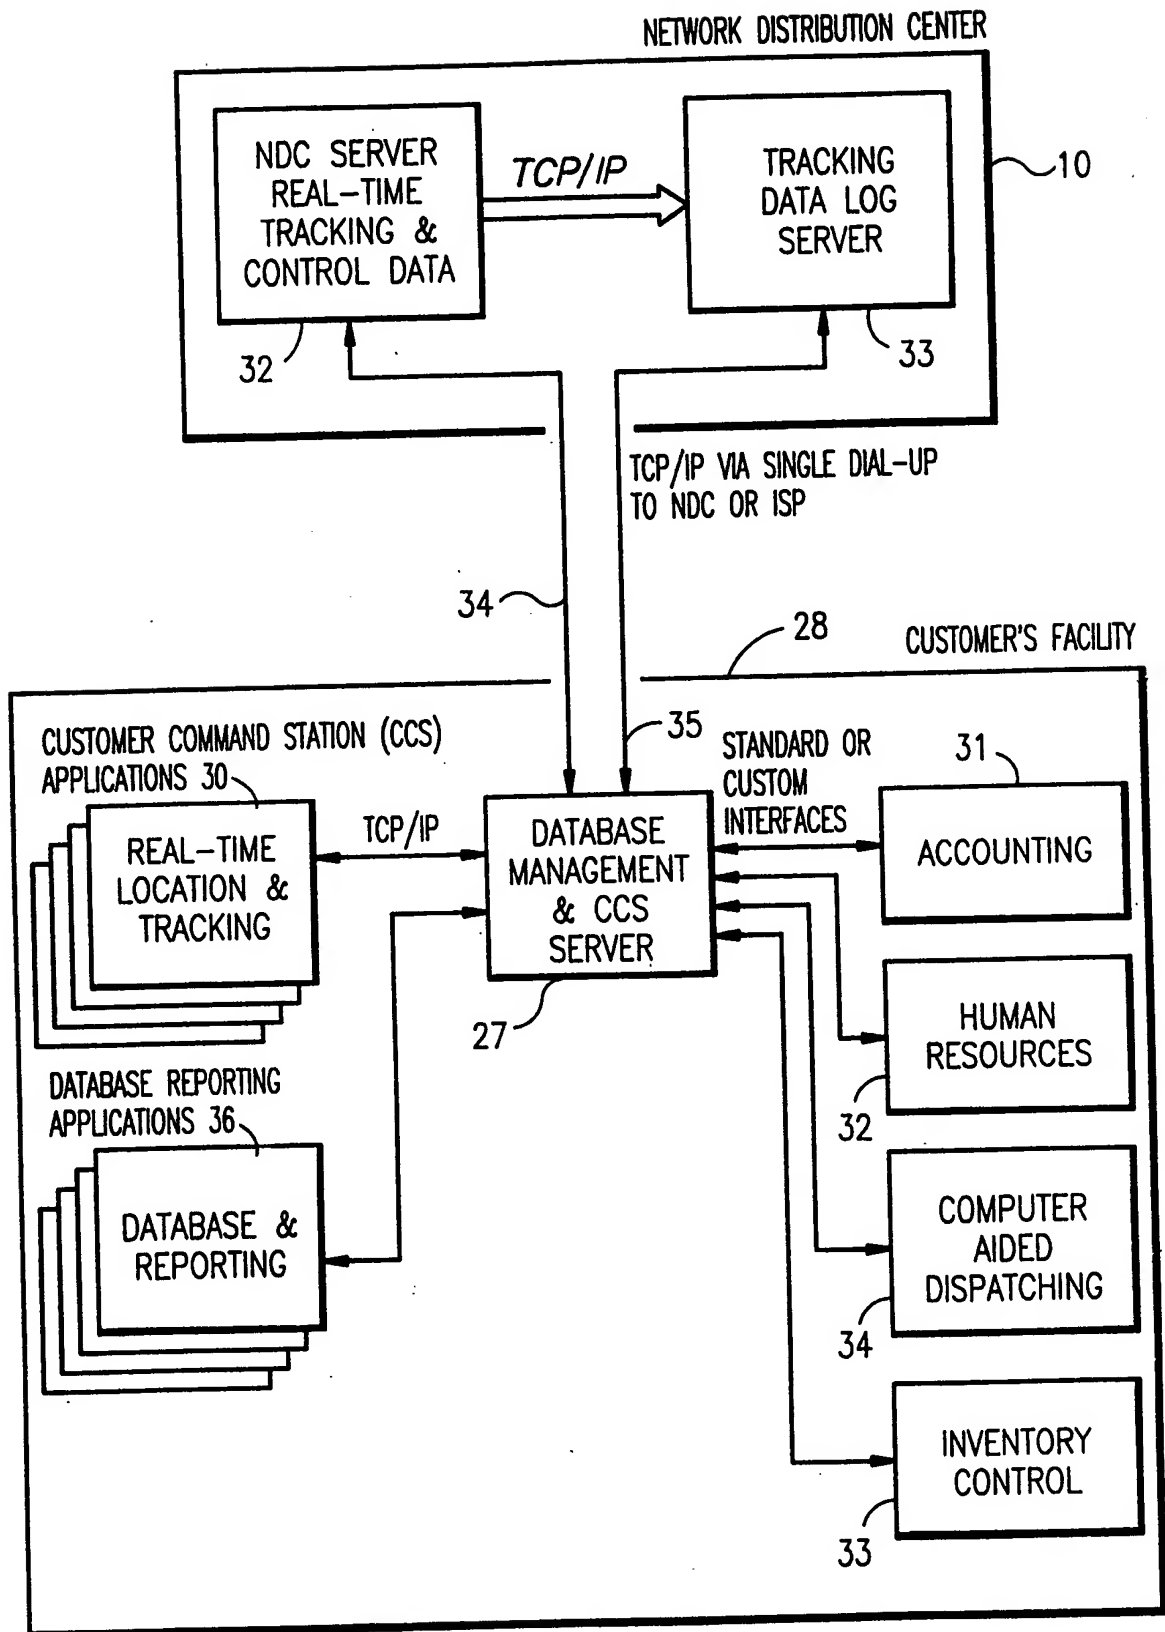 NETWORK DISTRIBUTION CENTER
NDC SERVER
REAL-TIME
TRACKING &
CONTROL DATA
TCP/IP
TRACKING
DATA LOG
SERVER
10
32
33
TCP/IP VIA SINGLE DIAL-UP
TO NDC OR ISP
34
28
CUSTOMER'S FACILITY
CUSTOMER COMMAND STATION (CCS)
APPLICATIONS 30
REAL-TIME
LOCATION &
TRACKING
TCP/IP
35
DATABASE
MANAGEMENT
& CCS
SERVER
27
STANDARD OR
CUSTOM
INTERFACES
31
ACCOUNTING
HUMAN
RESOURCES
32
DATABASE REPORTING
APPLICATIONS 36
DATABASE &
REPORTING
COMPUTER
AIDED
DISPATCHING
34
INVENTORY
CONTROL
33